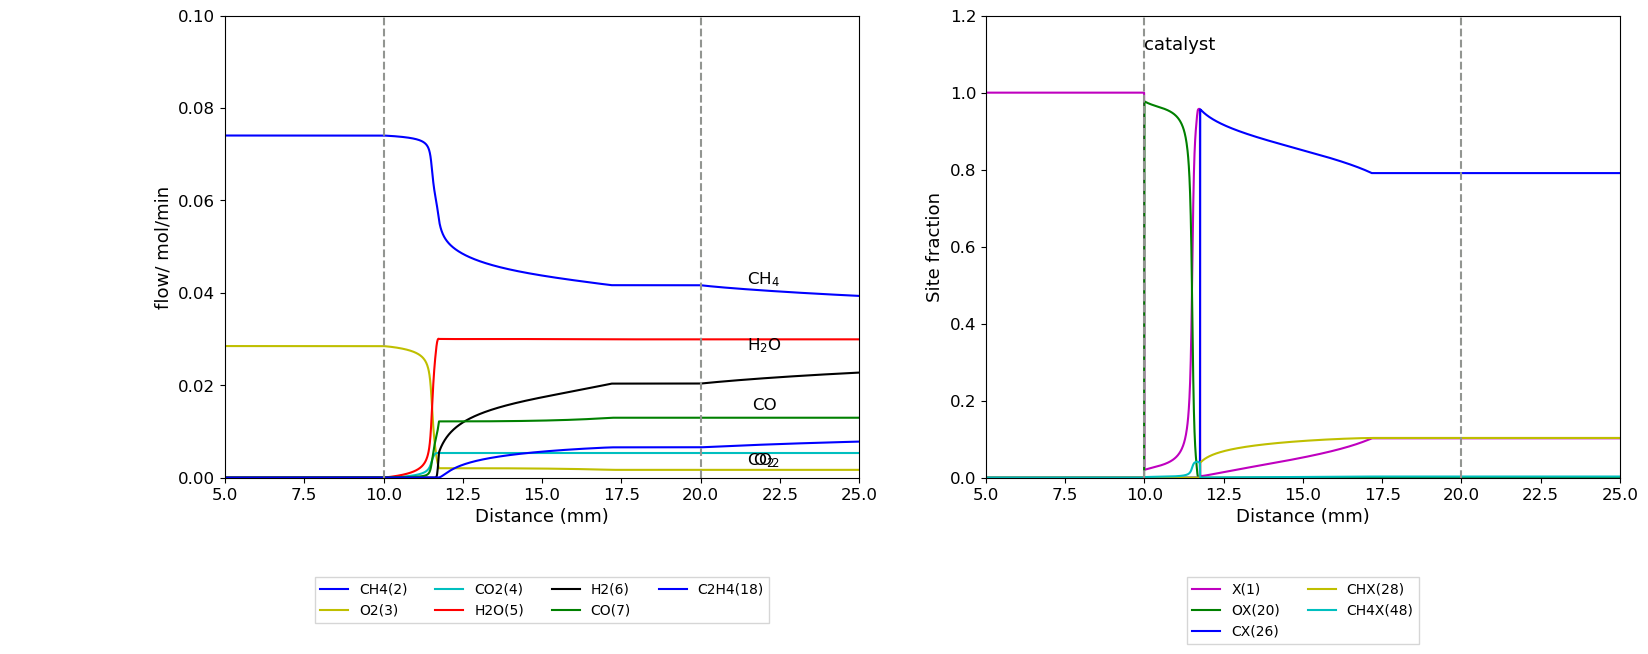 0.10
0.08
0.06
0.04
0.02
0.00
flow/ mol/min
CH4
H2O
CO
CO2
O2
5.0 7.5 10.0 12.5 15.0 17.5 20.0 22.5 25.0
Distance (mm)
CH4(2) CO2(4) H2(6) C2H4(18)
O2(3) H2O(5) CO(7)
1.2
1.0
0.8
0.6
0.4
0.2
0.0
Site fraction
catalyst
5.0 7.5 10.0 12.5 15.0 17.5 20.0 22.5 25.0
Distance (mm)
X(1) CHX(28)
OX(20) CH4X(48)
CX(26)